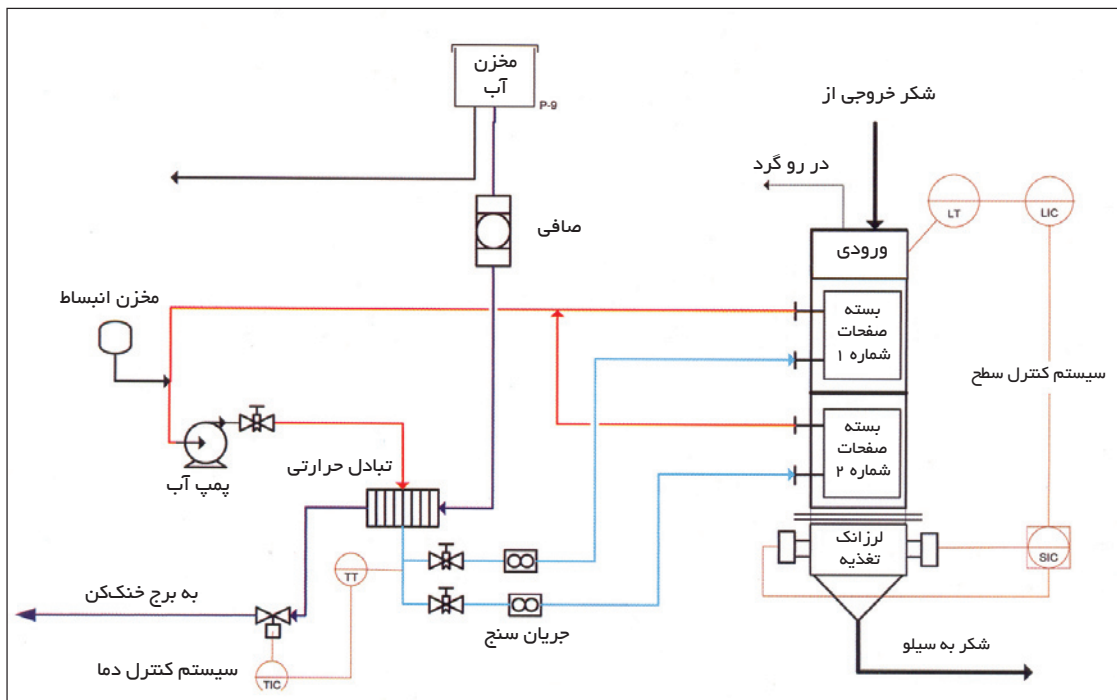 مخزن
آب
P-9
شکر خروجی از
در رو گرد
LT
LIC
صافی
ورودی
مخزن انبساط
بسته
صفحات
شماره ۱
سیستم کنترل سطح
بسته
صفحات
شماره ۲
تبادل حرارتی
پمپ آب
لرزانک
تغذیه
SIC
TT
به برج خنک‌کن
جریان سنج
شکر به سیلو
سیستم کنترل دما
TIC